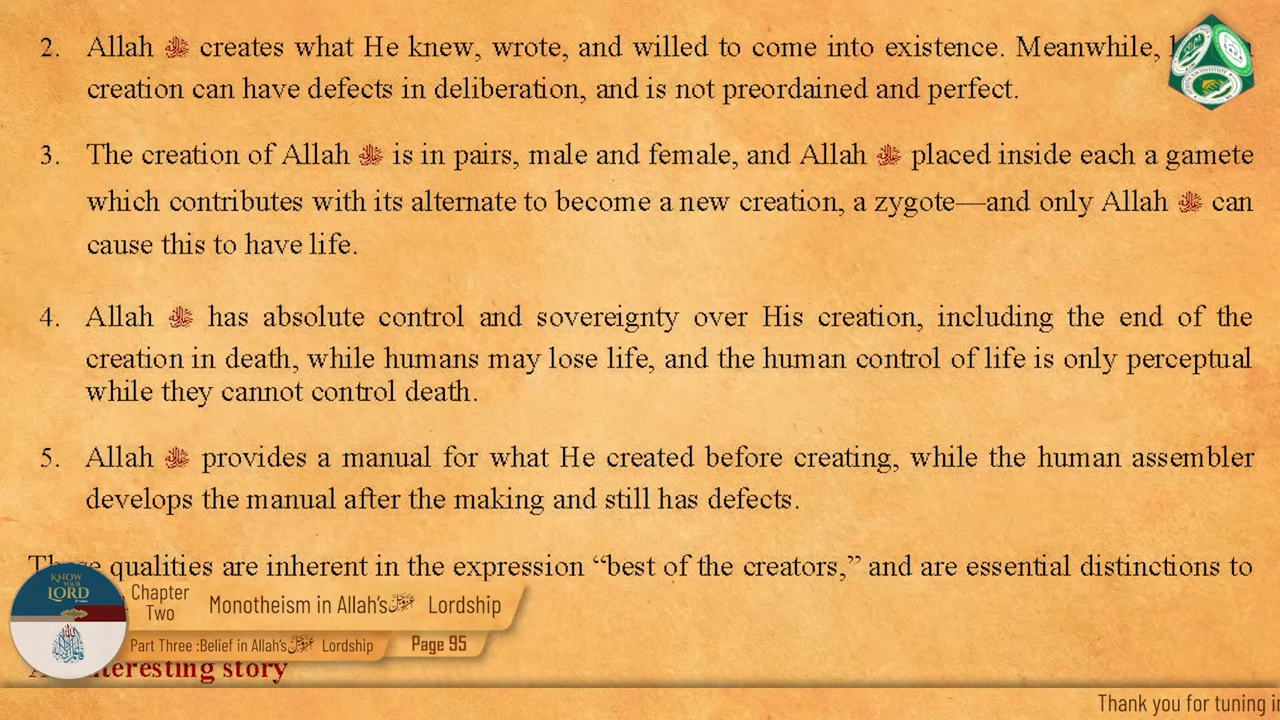 2. Allah ﷻ creates what He knew, wrote, and willed to come into existence. Meanwhile,
creation can have defects in deliberation, and is not preordained and perfect.
3. The creation of Allah ﷻ is in pairs, male and female, and Allah ﷻ placed inside each a gamete
which contributes with its alternate to become a new creation, a zygote—and only Allah ﷻ can
cause this to have life.
4. Allah ﷻ has absolute control and sovereignty over His creation, including the end of the
creation in death, while humans may lose life, and the human control of life is only perceptual
while they cannot control death.
5. Allah ﷻ provides a manual for what He created before creating, while the human assembler
develops the manual after the making and still has defects.
These qualities are inherent in the expression “best of the creators,” and are essential distinctions to
KNOW
YOUR
LORD
Chapter
Two
Monotheism in Allah’s عَزَّوَجَلَّ Lordship
Part Three :Belief in Allah’s عَزَّوَجَلَّ Lordship
Page 95
interesting story
Thank you for tuning i